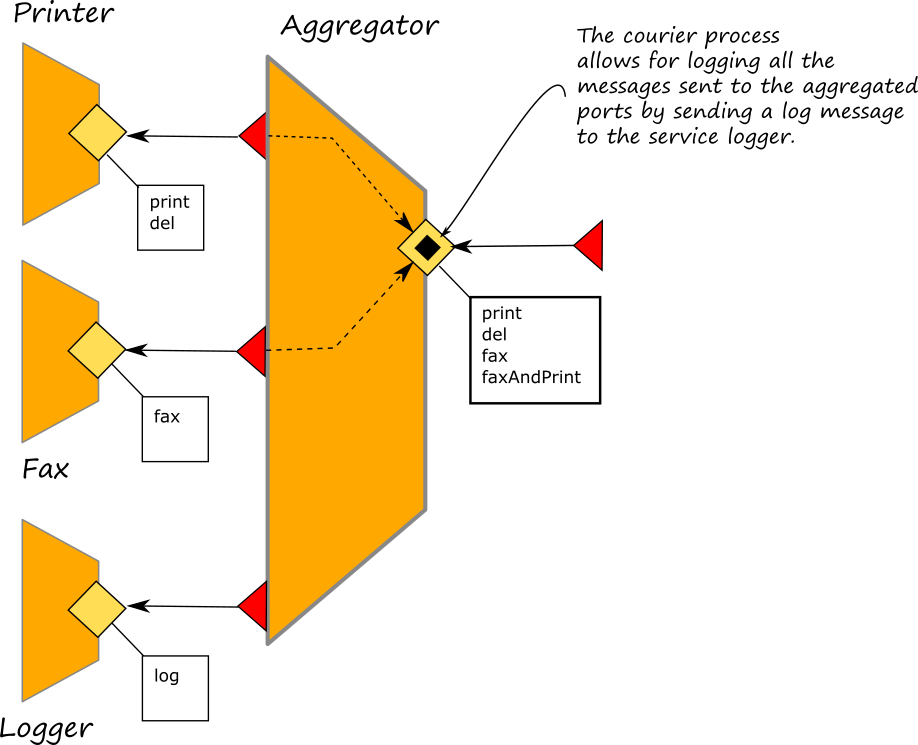 Printer
Aggregator
The courier process
allows for logging all the
messages sent to the aggregated
ports by sending a log message
to the service logger.
print
del
print
del
fax
faxAndPrint
fax
Fax
log
Logger